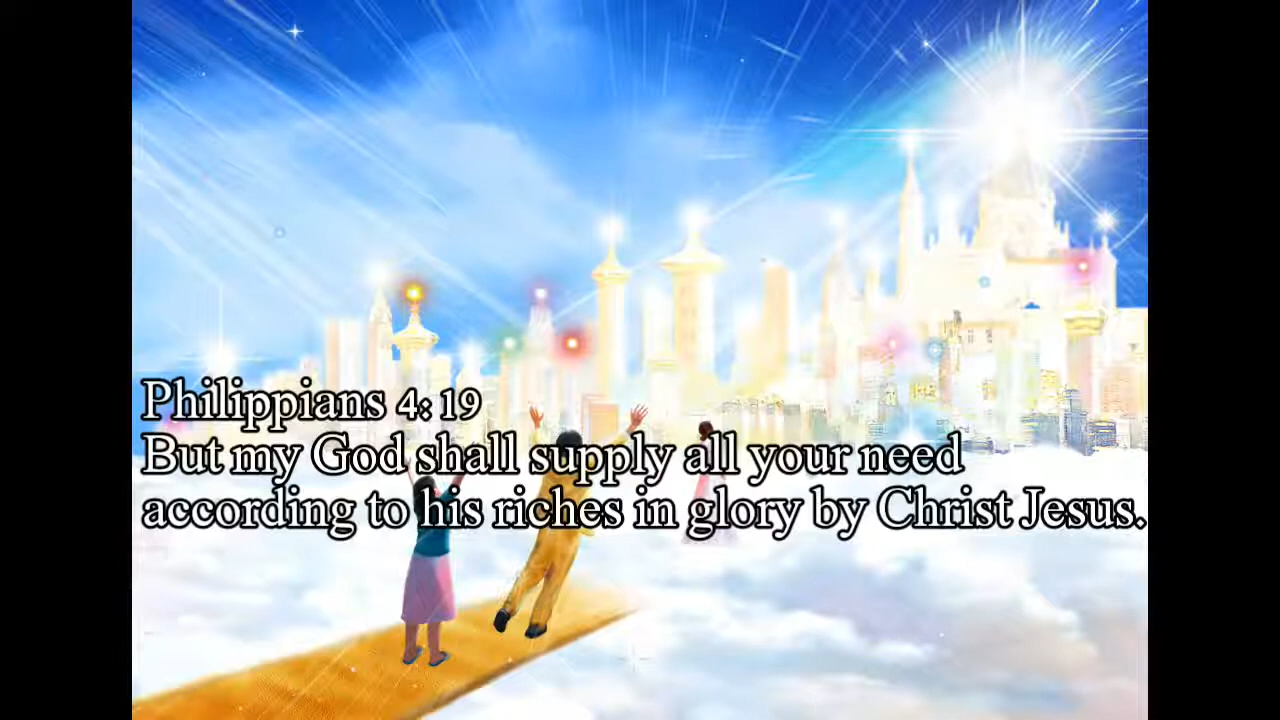 Philippians 4:19
But my God shall supply all your need
according to his riches in glory by Christ Jesus.